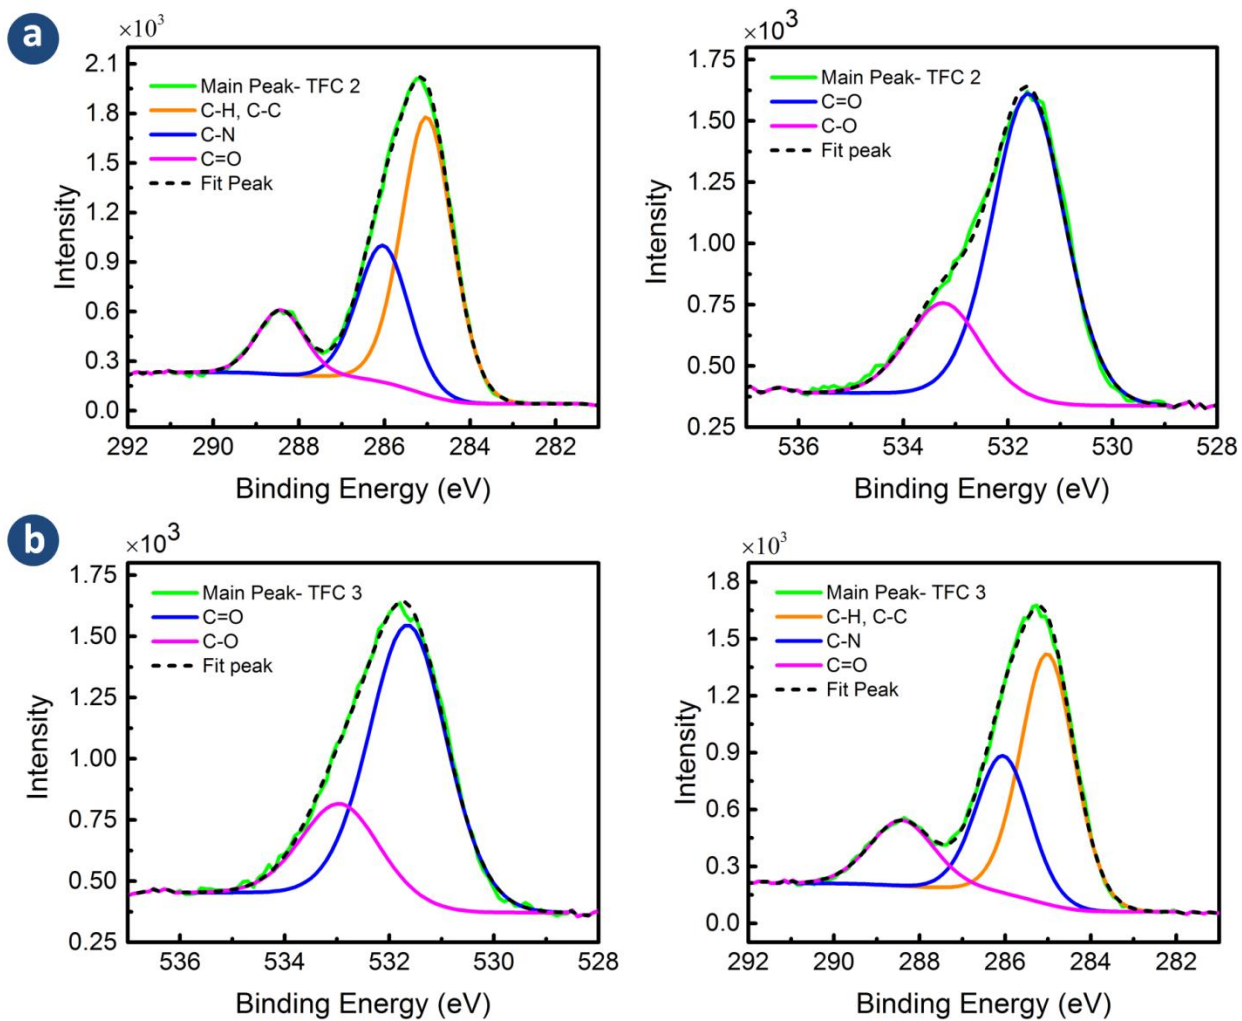 a
×10³
2.1
1.8
1.5
1.2
0.9
0.6
0.3
0.0
Intensity
Main Peak- TFC 2
C-H, C-C
C-N
C=O
Fit Peak
292 290 288 286 284 282
Binding Energy (eV)
×10³
1.75
1.50
1.25
1.00
0.75
0.50
0.25
Intensity
Main Peak- TFC 2
C=O
C-O
Fit peak
536 534 532 530 528
Binding Energy (eV)
b
×10³
1.75
1.50
1.25
1.00
0.75
0.50
0.25
Intensity
Main Peak- TFC 3
C=O
C-O
Fit peak
536 534 532 530 528
Binding Energy (eV)
×10³
1.8
1.5
1.2
0.9
0.6
0.3
0.0
Intensity
Main Peak- TFC 3
C-H, C-C
C-N
C=O
Fit Peak
292 290 288 286 284 282
Binding Energy (eV)